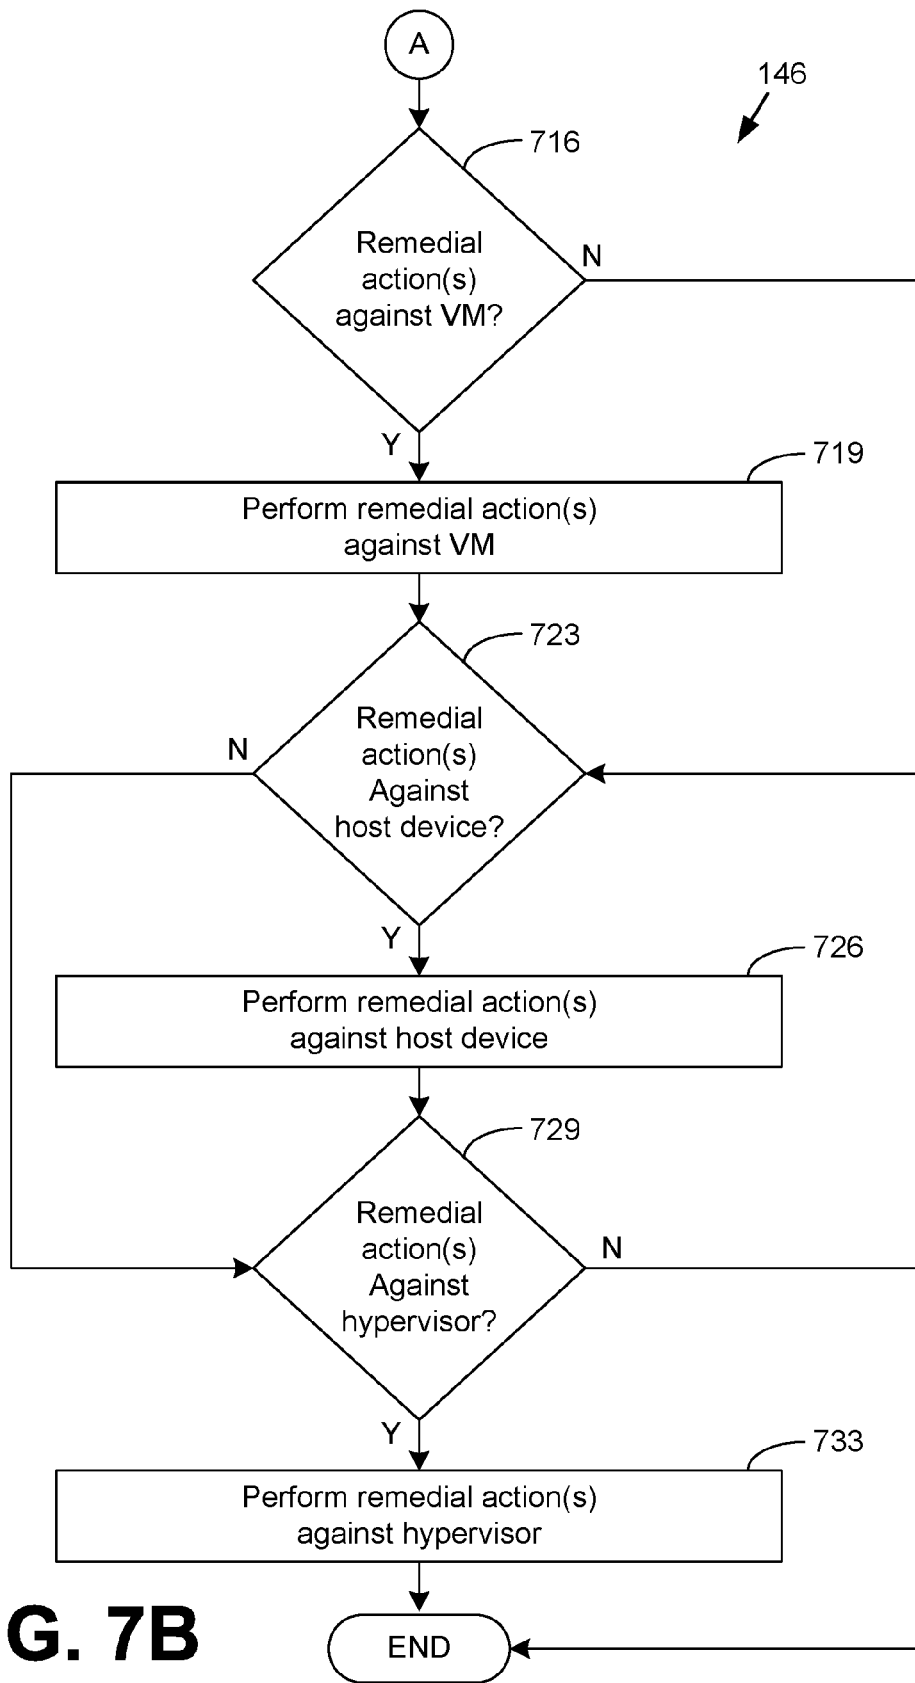 A
146
716
Remedial
action(s)
against VM?
N
Y
719
Perform remedial action(s)
against VM
723
N
Remedial
action(s)
Against
host device?
Y
726
Perform remedial action(s)
against host device
729
Remedial
action(s)
Against
hypervisor?
N
Y
733
Perform remedial action(s)
against hypervisor
G. 7B
END